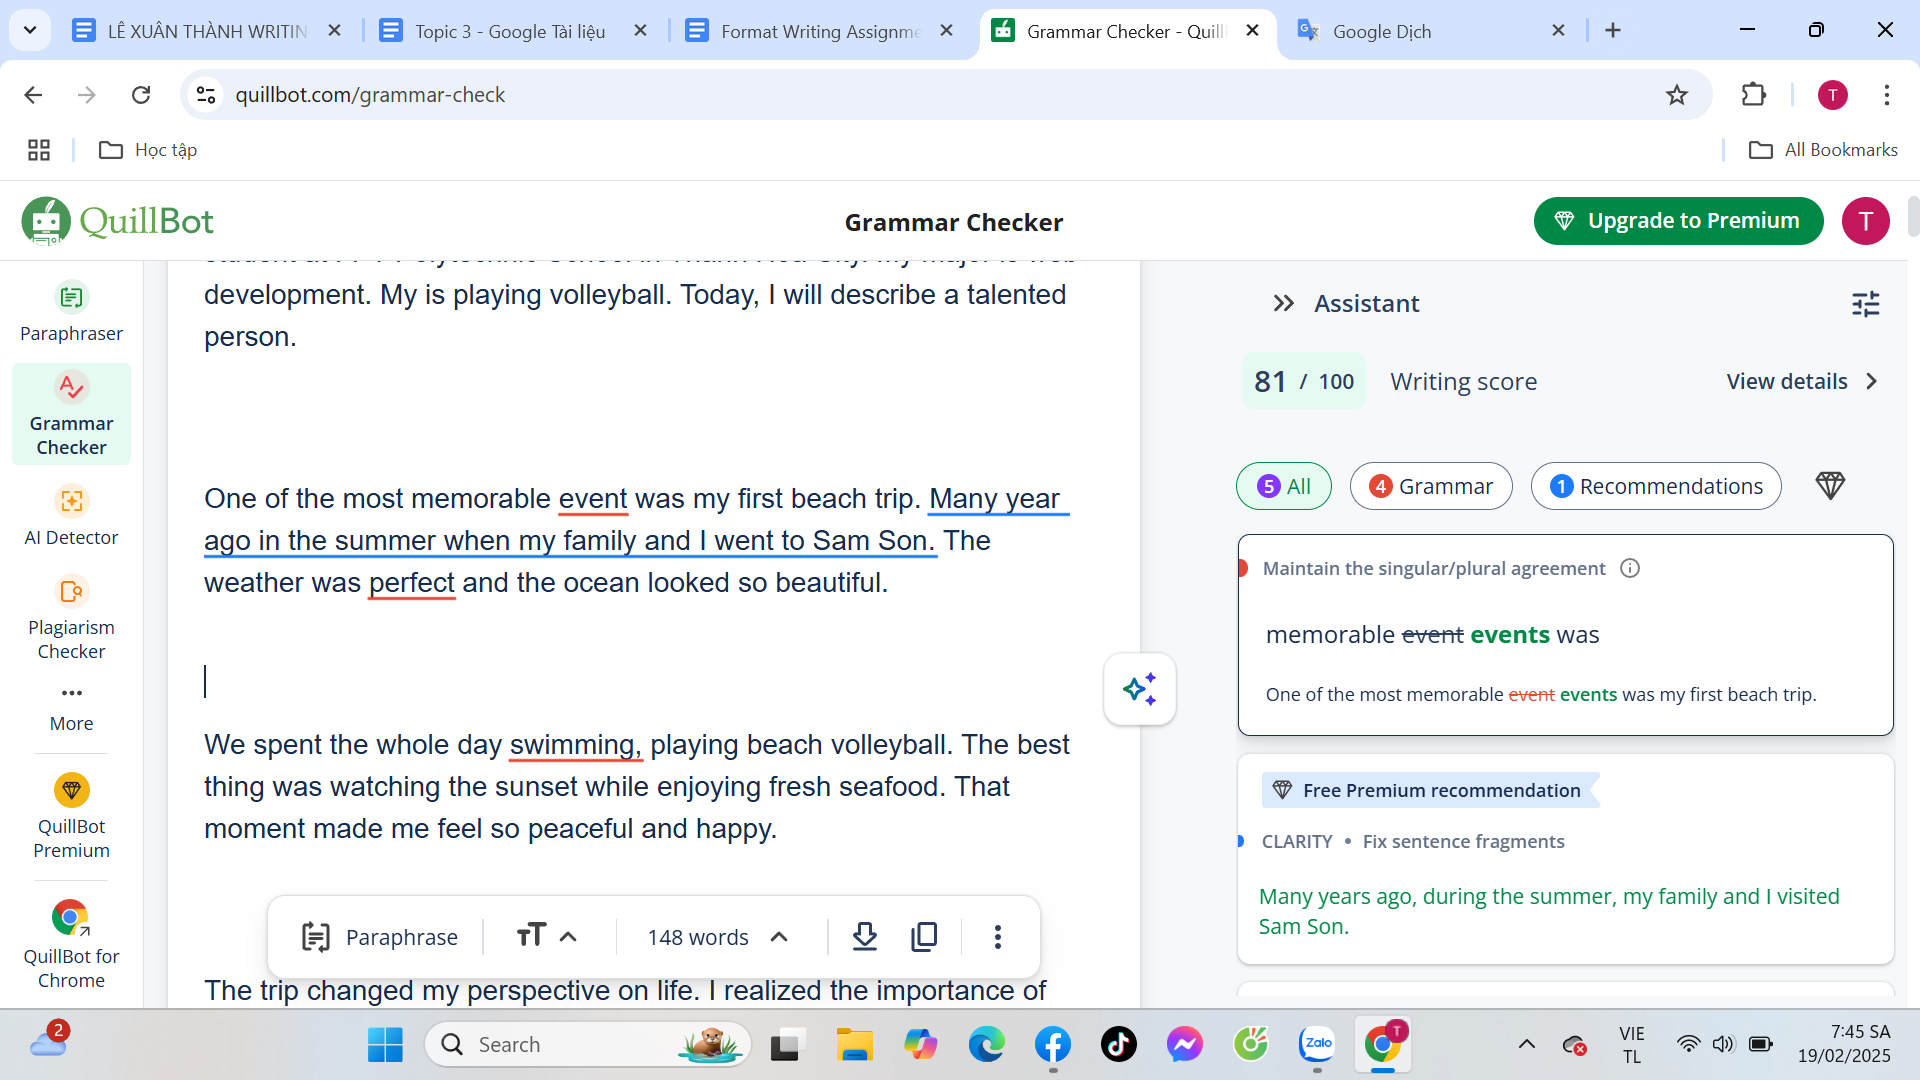 LÊ XUÂN THÀNH WRITIN
Topic 3 - Google Tài liệu
Format Writing Assignme
Grammar Checker - Quill
Google Dịch
quillbot.com/grammar-check
T
Học tập
All Bookmarks
QuillBot
Grammar Checker
Upgrade to Premium
T
Paraphraser
Grammar
Checker
AI Detector
Plagiarism
Checker
More
QuillBot
Premium
QuillBot for
Chrome
development. My is playing volleyball. Today, I will describe a talented
person.
One of the most memorable event was my first beach trip. Many year
ago in the summer when my family and I went to Sam Son. The
weather was perfect and the ocean looked so beautiful.
We spent the whole day swimming, playing beach volleyball. The best
thing was watching the sunset while enjoying fresh seafood. That
moment made me feel so peaceful and happy.
Paraphrase
148 words
The trip changed my perspective on life. I realized the importance of
Assistant
81 / 100 Writing score
View details
5 All
4 Grammar
1 Recommendations
Maintain the singular/plural agreement
memorable event events was
One of the most memorable event events was my first beach trip.
Free Premium recommendation
CLARITY • Fix sentence fragments
Many years ago, during the summer, my family and I visited
Sam Son.
2
Search
Zalo
T
VIE
TL
7:45 SA
19/02/2025